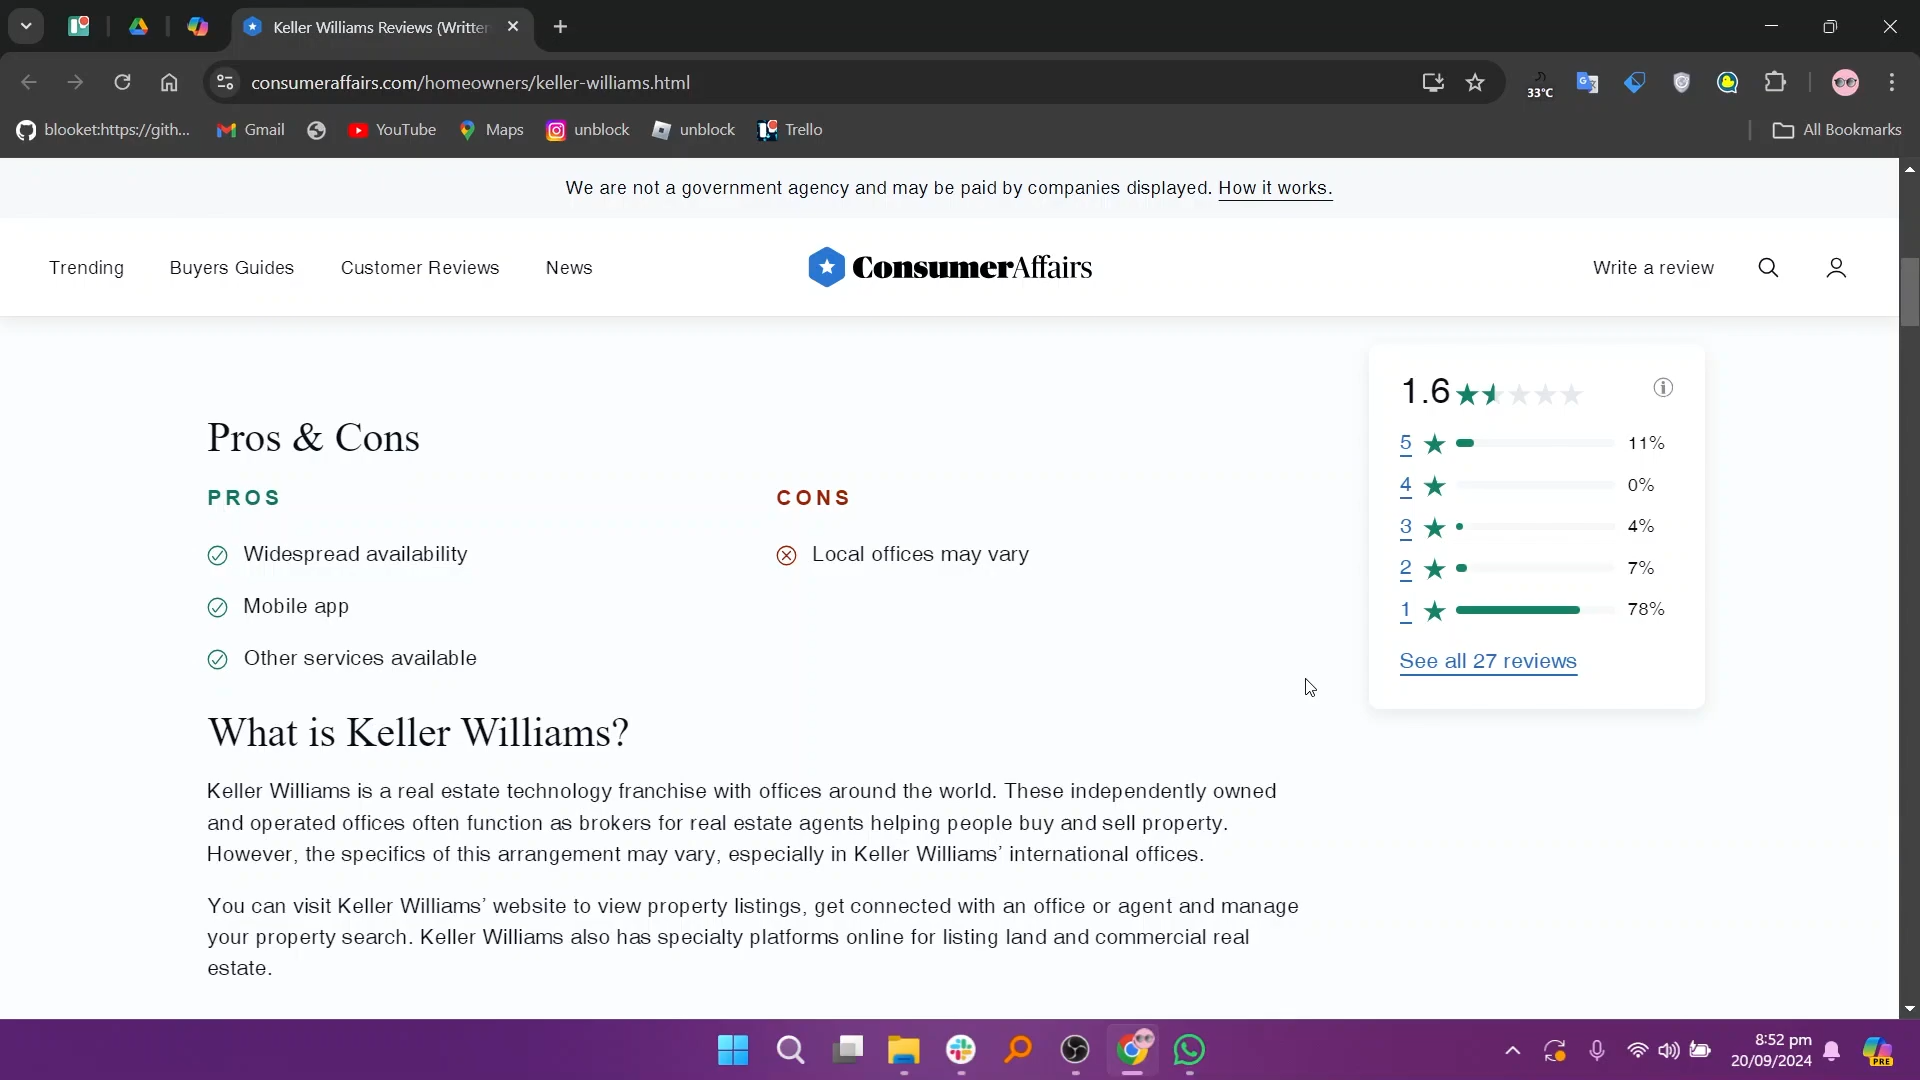 Keller Williams Reviews (Written
consumeraffairs.com/homeowners/keller-williams.html
33°C
blooket:https://gith...
Gmail
YouTube
Maps
unblock
unblock
Trello
All Bookmarks
We are not a government agency and may be paid by companies displayed. How it works.
Trending
Buyers Guides
Customer Reviews
News
ConsumerAffairs
Write a review
Pros & Cons
PROS
Widespread availability
Mobile app
Other services available
CONS
Local offices may vary
1.6
5 11%
4 0%
3 4%
2 7%
1 78%
See all 27 reviews
What is Keller Williams?
Keller Williams is a real estate technology franchise with offices around the world. These independently owned
and operated offices often function as brokers for real estate agents helping people buy and sell property.
However, the specifics of this arrangement may vary, especially in Keller Williams’ international offices.
You can visit Keller Williams’ website to view property listings, get connected with an office or agent and manage
your property search. Keller Williams also has specialty platforms online for listing land and commercial real
estate.
8:52 pm
20/09/2024
PRE